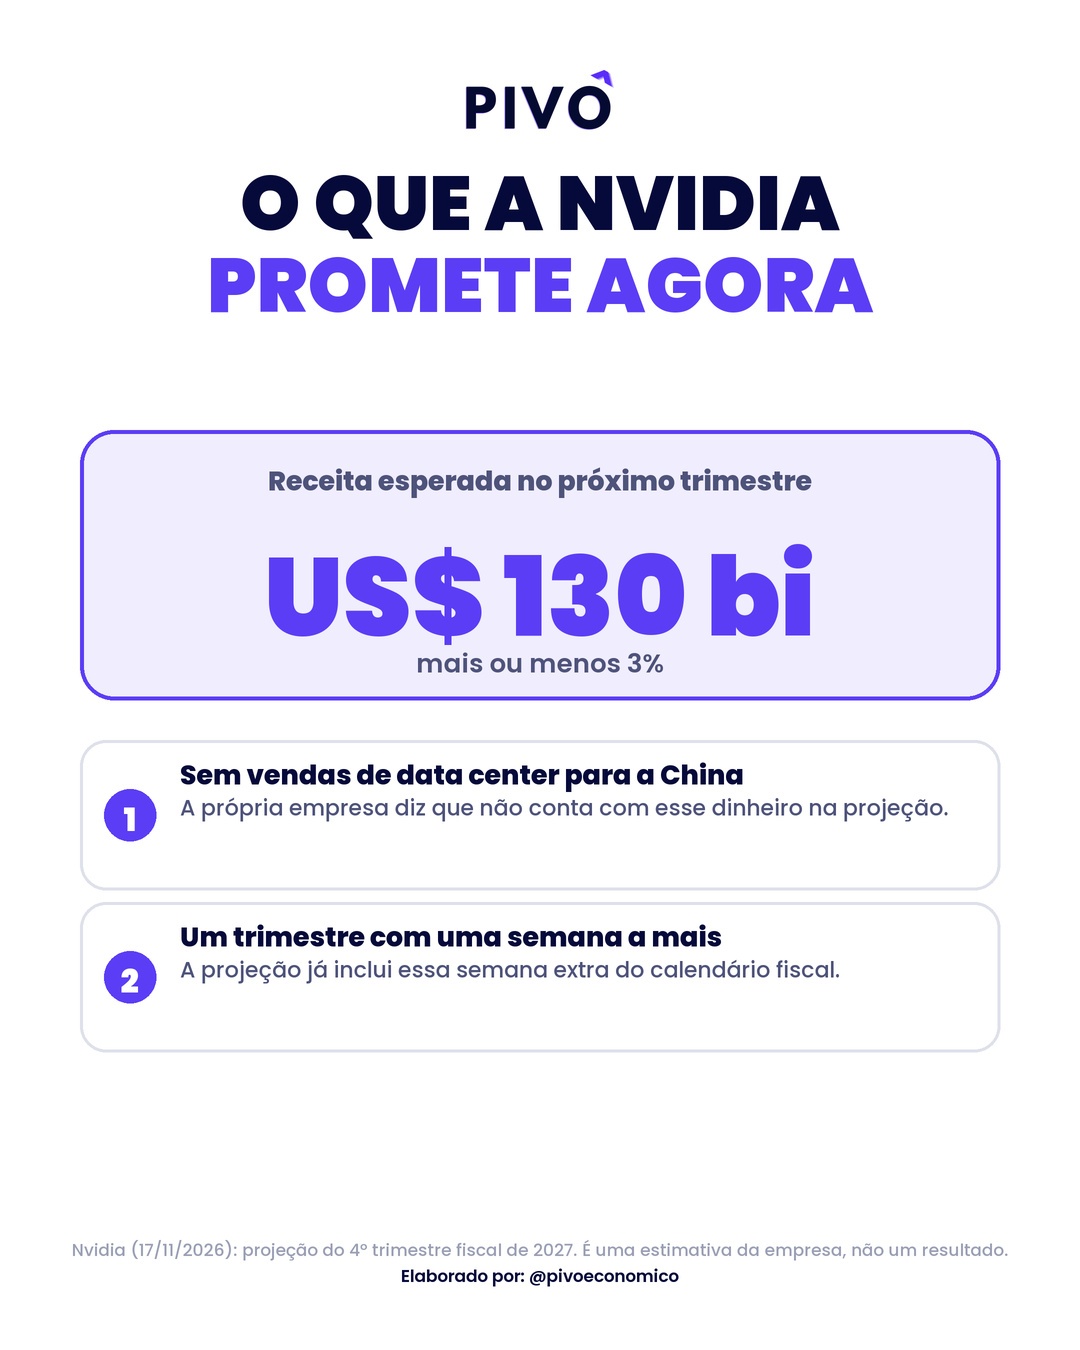 PIVÔ
O QUE A NVIDIA
PROMETE AGORA
Receita esperada no próximo trimestre
US$ 130 bi
mais ou menos 3%
Sem vendas de data center para a China
1
A própria empresa diz que não conta com esse dinheiro na projeção.
Um trimestre com uma semana a mais
2
A projeção já inclui essa semana extra do calendário fiscal.
Nvidia (17/11/2026): projeção do 4º trimestre fiscal de 2027. É uma estimativa da empresa, não um resultado.
Elaborado por: @pivoeconomico